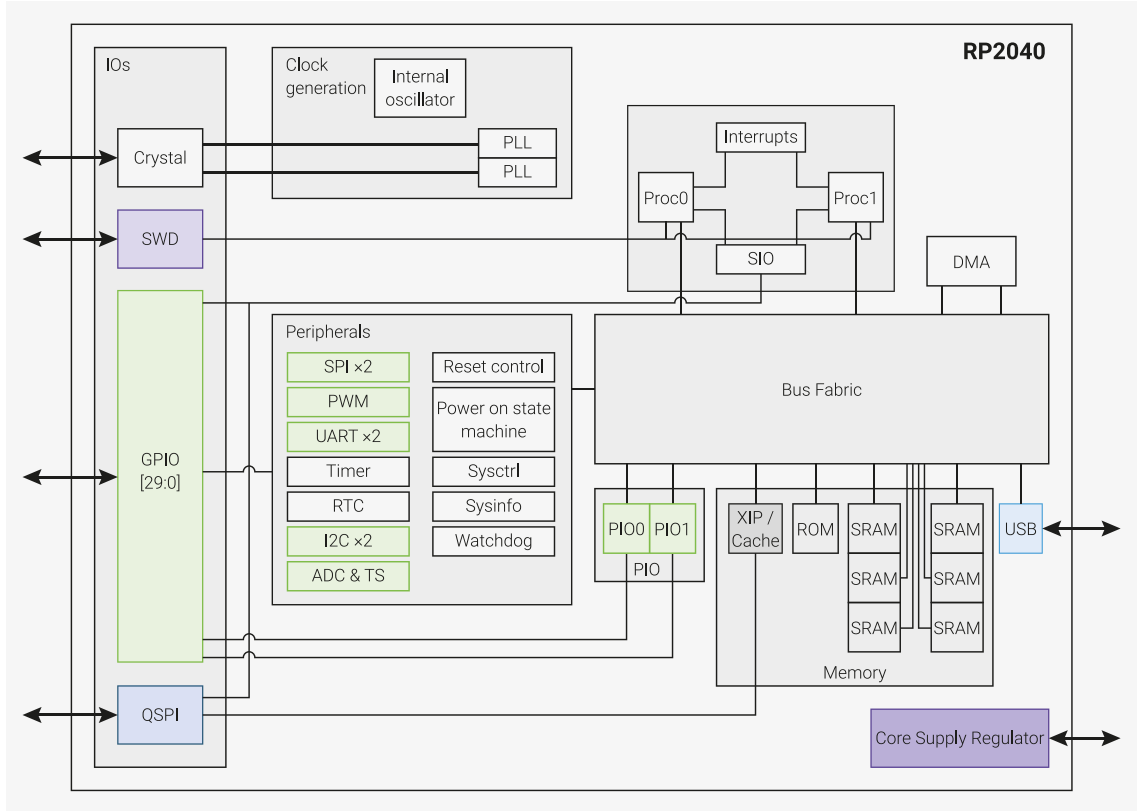 RP2040
IOs
Crystal
SWD
GPIO
[29:0]
QSPI
Clock
generation
Internal
oscillator
PLL
PLL
Interrupts
Proc0
Proc1
SIO
DMA
Peripherals
SPI ×2
PWM
UART ×2
Timer
RTC
I2C ×2
ADC & TS
Reset control
Power on state
machine
Sysctrl
Sysinfo
Watchdog
Bus Fabric
PIO0
PIO1
PIO
XIP /
Cache
ROM
SRAM
SRAM
SRAM
SRAM
SRAM
SRAM
Memory
USB
Core Supply Regulator